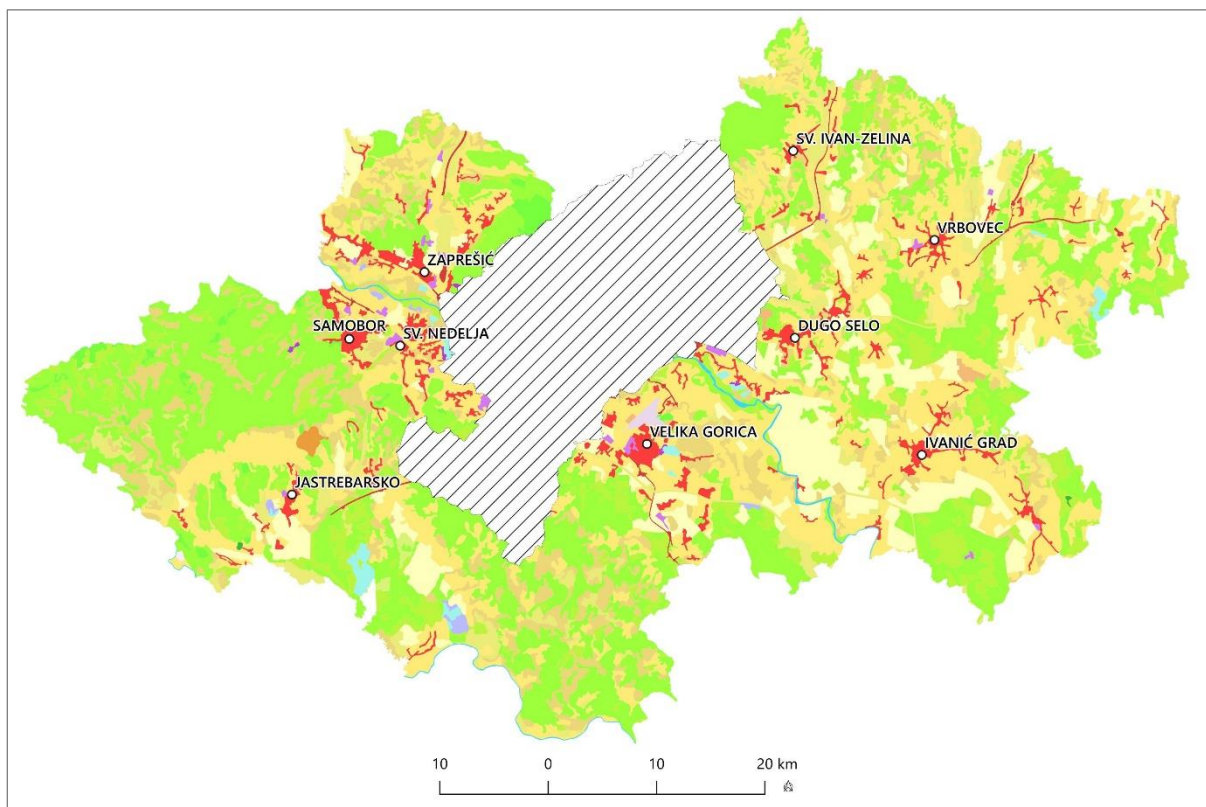 SV. IVAN-ZELINA
VRBOVEC
ZAPREŠIĆ
SAMOBOR
SV. NEDELJA
DUGO SELO
VELIKA GORICA
IVANIĆ GRAD
JASTREBARSKO
10 0 10 20 km